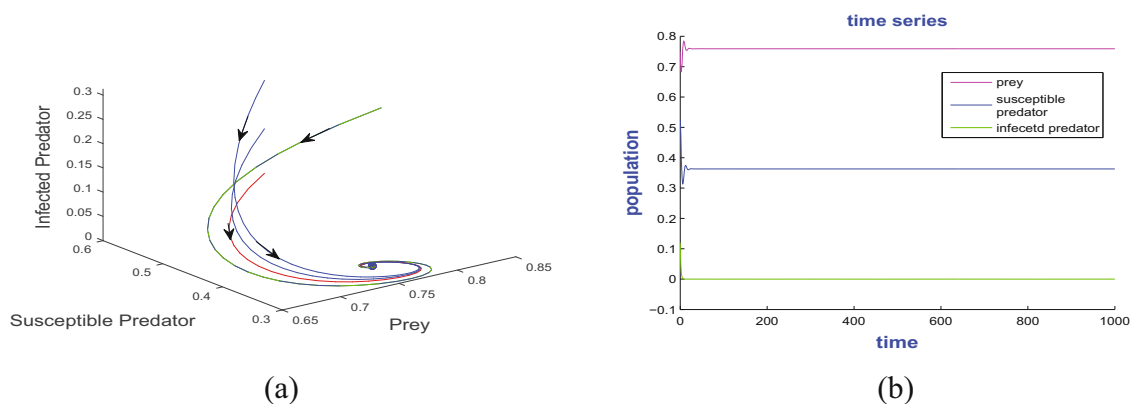 0.3
0.25
0.2
0.15
0.1
0.05
0
0.6
0.5
0.4
0.3
0.65
0.7
0.75
0.8
0.85
Infected Predator
Susceptible Predator
Prey
(a)
time series
0.8
0.7
0.6
0.5
0.4
0.3
0.2
0.1
0
−0.1
0
200
400
600
800
1000
population
time
prey
susceptible
predator
infecetd predator
(b)